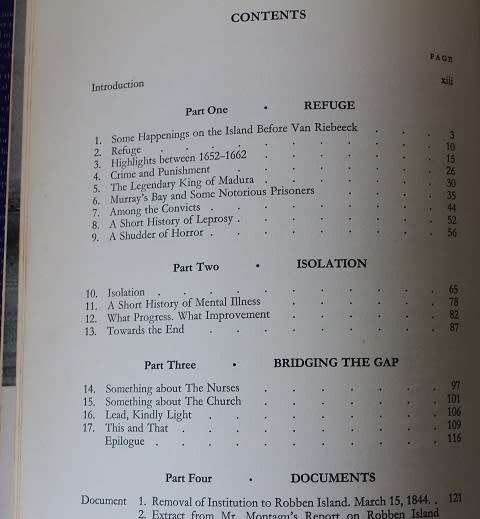 CONTENTS
PAGE
Introduction xiii
Part One • REFUGE
1. Some Happenings on the Island Before Van Riebeeck . . . 3
2. Refuge . . . . . . . . 10
3. Highlights between 1652–1662 . . . . . . 15
4. Crime and Punishment . . . . . . 26
5. The Legendary King of Madura . . . . . 30
6. Murray's Bay and Some Notorious Prisoners . . . . 35
7. Among the Convicts . . . . . . . 44
8. A Short History of Leprosy . . . . . . 52
9. A Shudder of Horror . . . . . . . 56
Part Two • ISOLATION
10. Isolation . . . . . . . . 65
11. A Short History of Mental Illness . . . . . 78
12. What Progress. What Improvement . . . . . 82
13. Towards the End . . . . . . . 87
Part Three • BRIDGING THE GAP
14. Something about The Nurses . . . . . . 97
15. Something about The Church . . . . . . 101
16. Lead, Kindly Light . . . . . . . 106
17. This and That . . . . . . . 109
Epilogue . . . . . . . . 116
Part Four • DOCUMENTS
Document 1. Removal of Institution to Robben Island. March 15, 1844. . 121
2. Extract from Mr. Montagu's Report on Robben Island